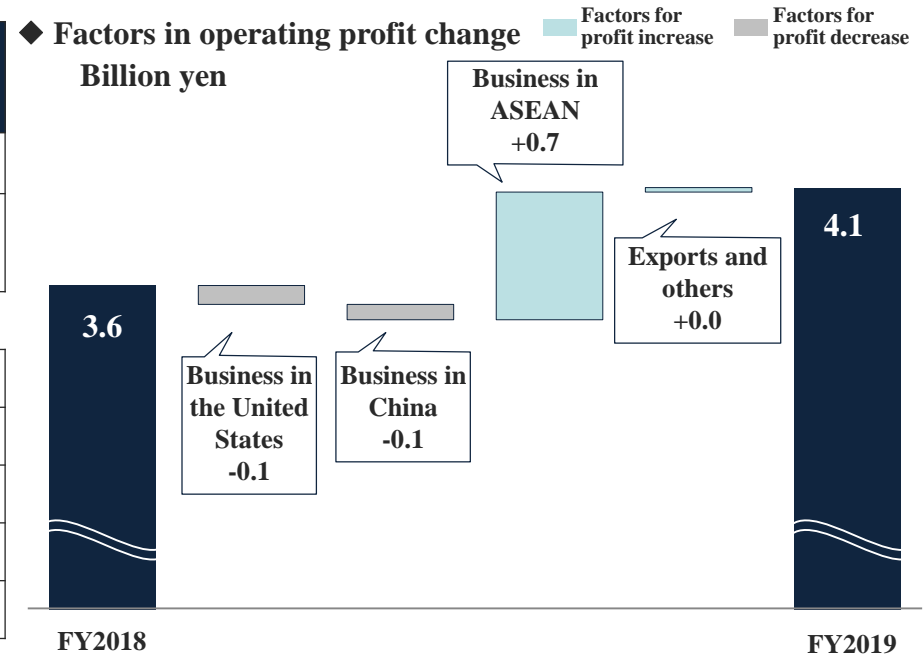 ◆ Factors in operating profit change
Billion yen
Factors for
profit increase
Factors for
profit decrease
Business in
ASEAN
+0.7
4.1
Exports and
others
+0.0
3.6
Business in
the United
States
-0.1
Business in
China
-0.1
FY2018
FY2019